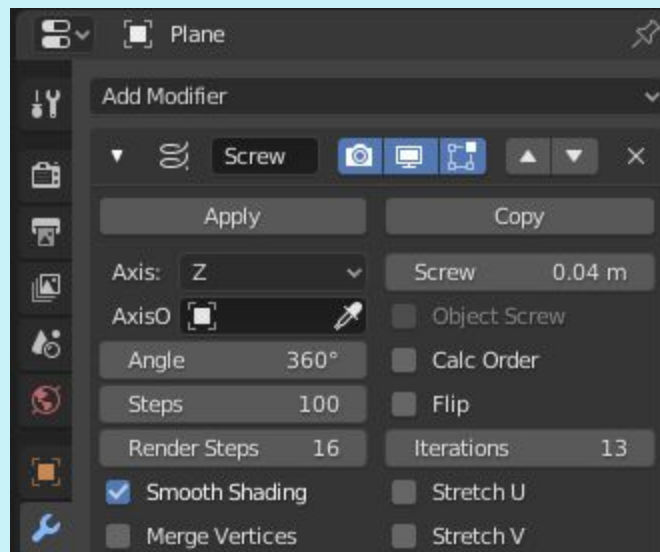 Plane
Add Modifier
Screw
Apply Copy
Axis: Z Screw 0.04 m
AxisO Object Screw
Angle 360° Calc Order
Steps 100 Flip
Render Steps 16 Iterations 13
Smooth Shading Stretch U
Merge Vertices Stretch V